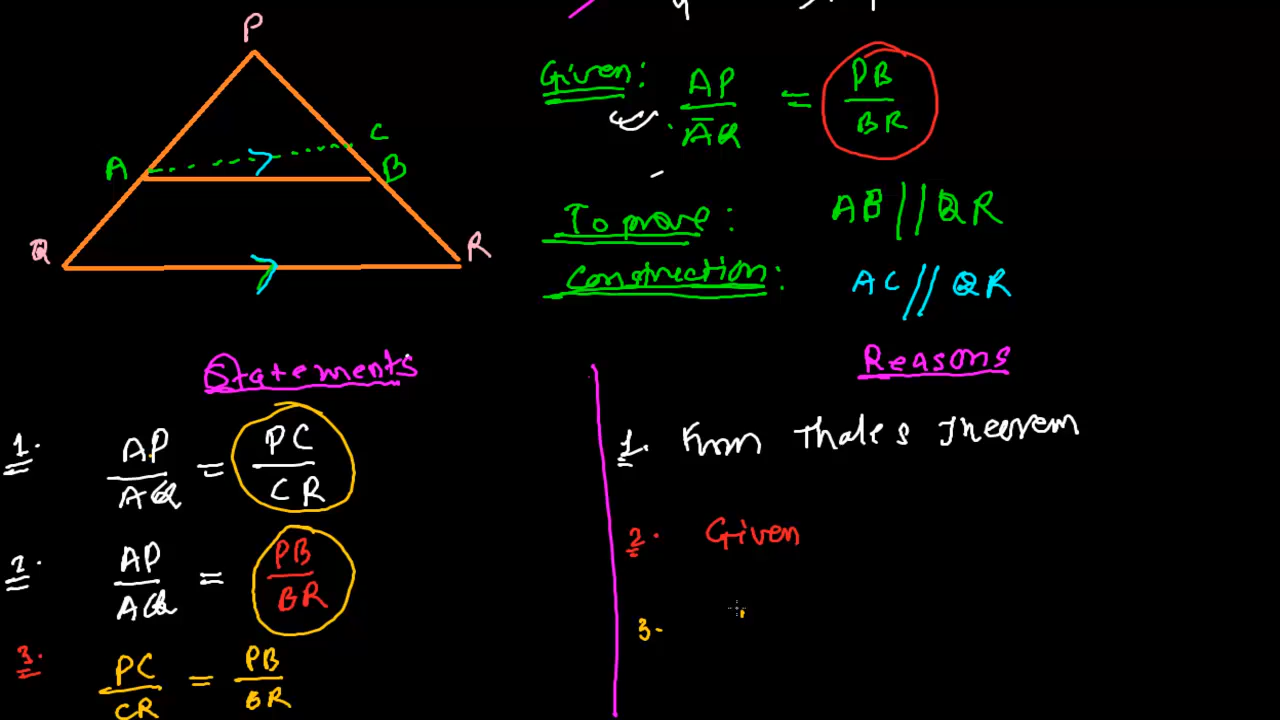 P
A
C
B
Q
R
Given: AP/AQ = PB/BR
To prove: AB // QR
Construction: AC // QR
Statements
Reasons
1. AP/AQ = PC/CR
1. From Thales Theorem
2. AP/AQ = PB/BR
2. Given
3. PC/CR = PB/BR
3.